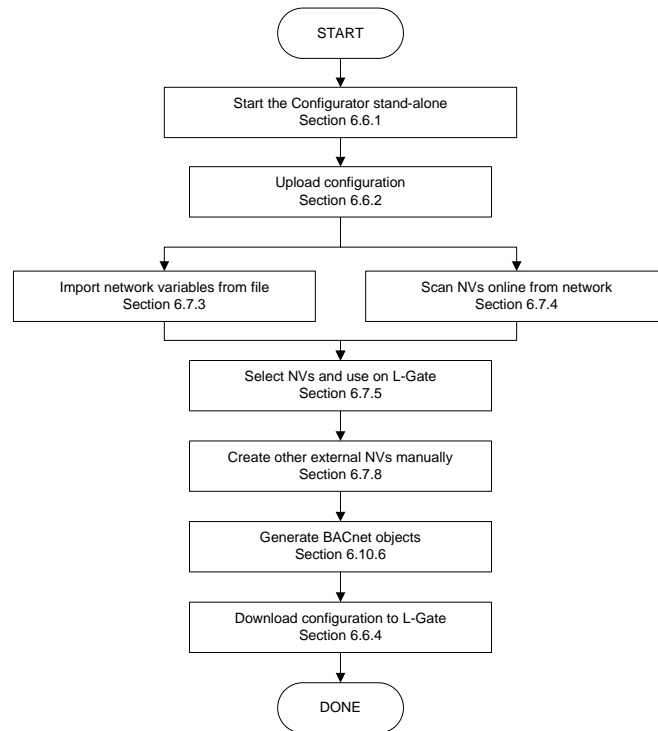 START
Start the Configurator stand-alone
Section 6.6.1
Upload configuration
Section 6.6.2
Import network variables from file
Section 6.7.3
Scan NVs online from network
Section 6.7.4
Select NVs and use on L-Gate
Section 6.7.5
Create other external NVs manually
Section 6.7.8
Generate BACnet objects
Section 6.10.6
Download configuration to L-Gate
Section 6.6.4
DONE